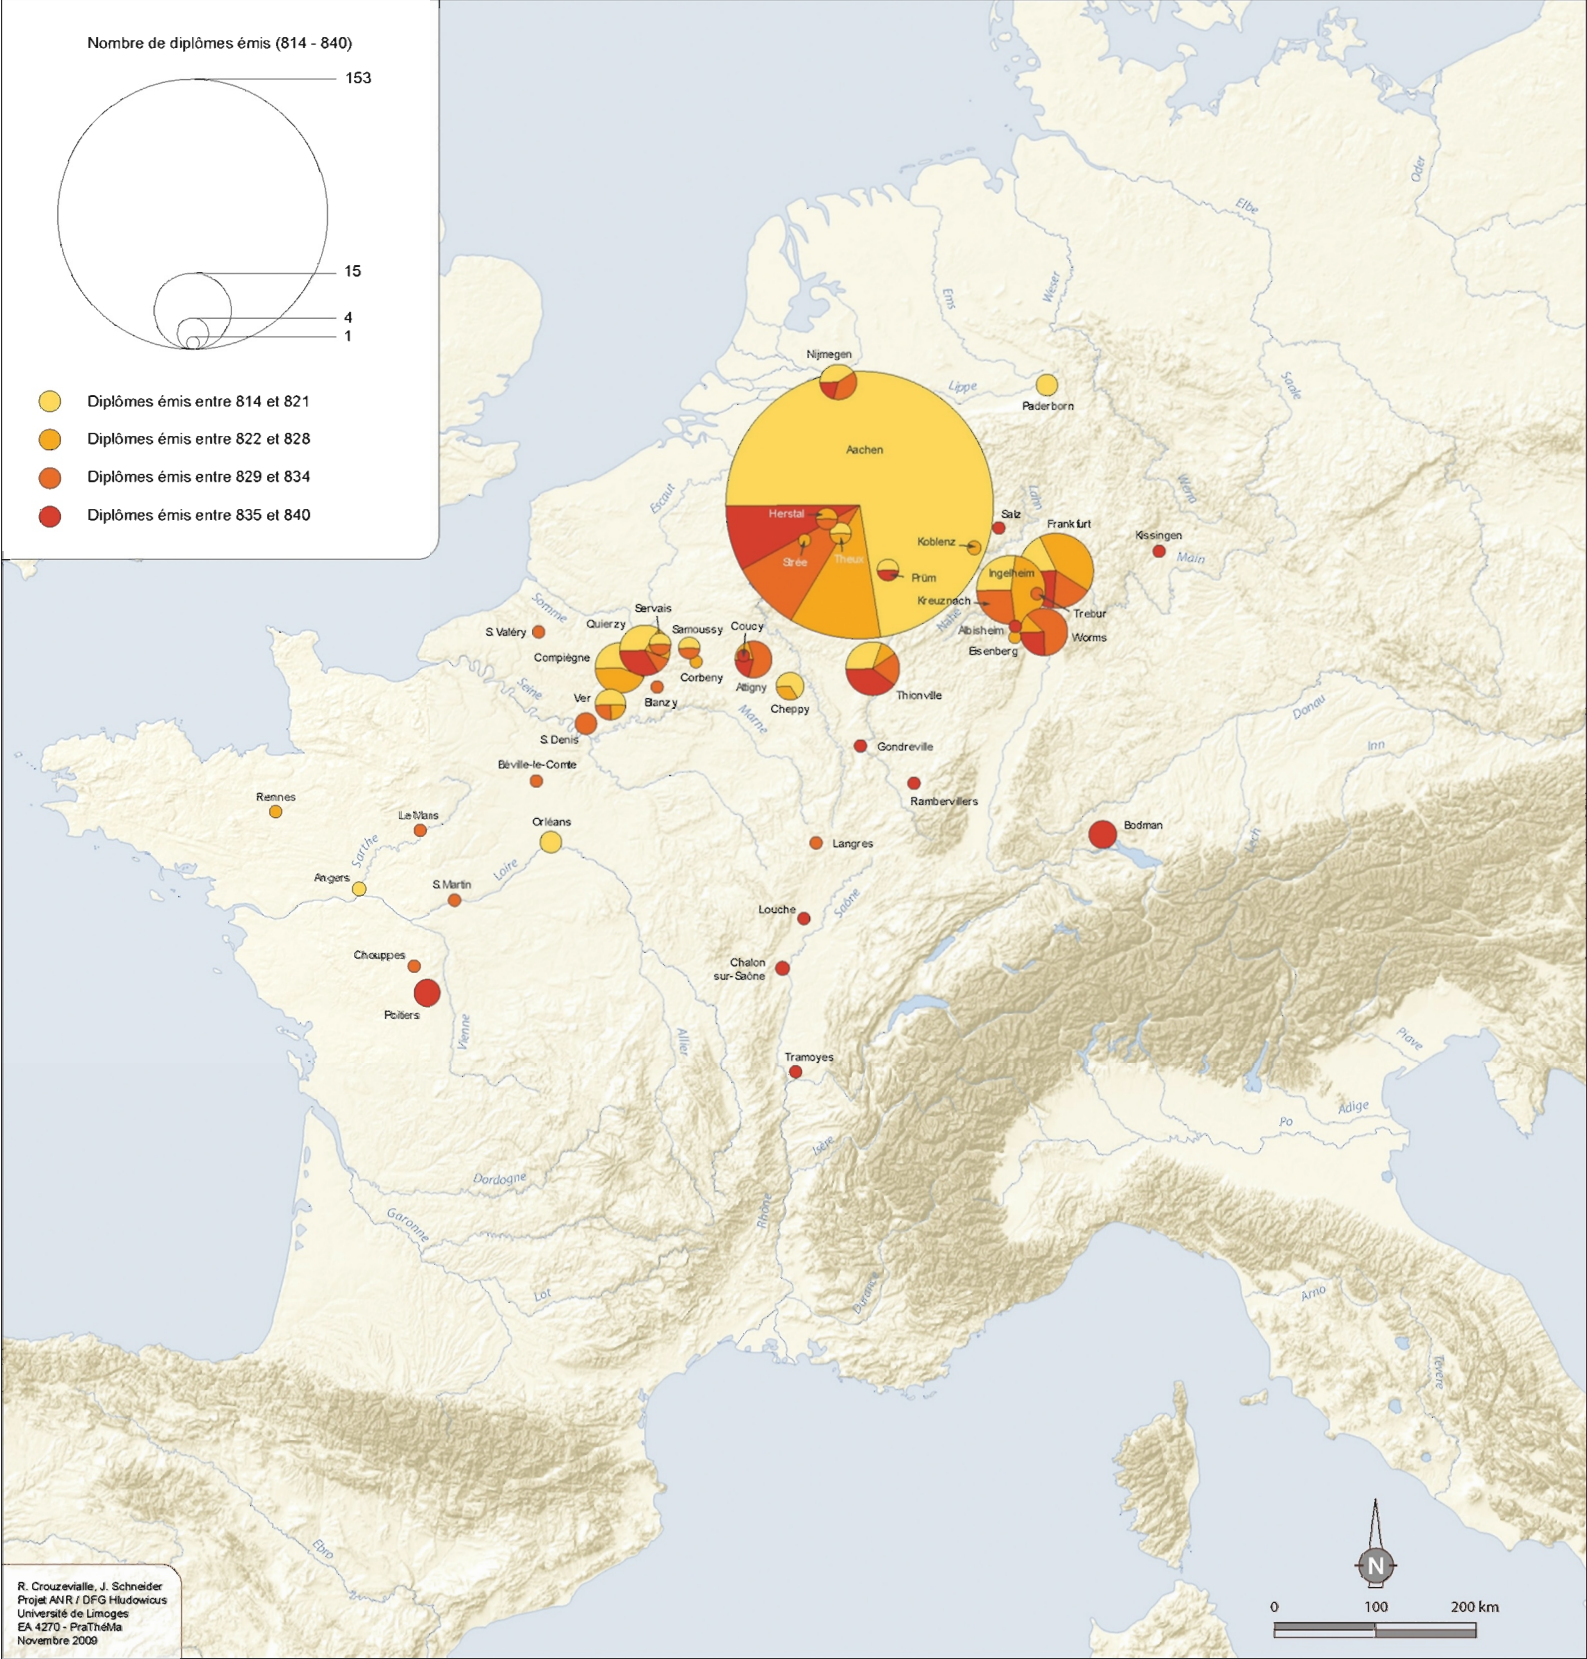 Nombre de diplômes émis (814 - 840)
153
15
4
1
Diplômes émis entre 814 et 821
Diplômes émis entre 822 et 828
Diplômes émis entre 829 et 834
Diplômes émis entre 835 et 840
Oder
Elbe
Weser
Ems
Nijmegen
Lippe
Saale
Paderborn
Aachen
Escaut
Lahn
Werra
Herstal
Salz
Frankfurt
Koblenz
Kissingen
Main
Strée
Theux
Ingelheim
Prüm
Kreuznach
Trebur
Somme
Servais
Nahe
Quierzy
Samoussy
Coucy
S. Valéry
Albisheim
Worms
Compiègne
Eisenberg
Corbeny
Attigny
Seine
Thionville
Ver
Blanzy
Cheppy
Marne
Donau
S. Denis
Gondreville
Inn
Béville-le-Comte
Rennes
Rambervillers
Le Mans
Orléans
Bodman
Sarthe
Langres
Lech
Loire
Angers
S. Martin
Saône
Louche
Chouppes
Chalon
sur-Saône
Poitiers
Vienne
Allier
Piave
Tramoyes
Adige
Po
Isère
Dordogne
Rhône
Garonne
Durance
Lot
Arno
Tevere
Ebro
N
0 100 200 km
R. Crouzevialle, J. Schneider
Projet ANR / DFG Hludowicus
Université de Limoges
EA 4270 - PraThéMa
Novembre 2009